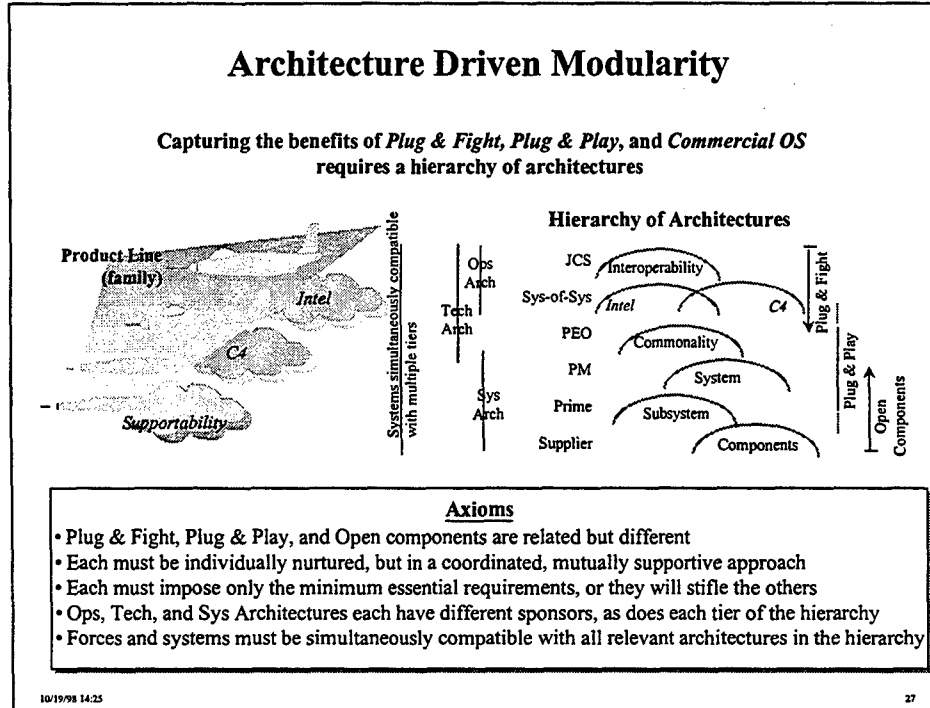 Architecture Driven Modularity
Capturing the benefits of Plug & Fight, Plug & Play, and Commercial OS
requires a hierarchy of architectures
Product Line
(family)
Intel
C4
Supportability
Systems simultaneously compatible
with multiple tiers
Hierarchy of Architectures
Ops
Arch
Tech
Arch
Sys
Arch
JCS
Interoperability
Sys-of-Sys
Intel
C4
PEO
Commonality
PM
System
Prime
Subsystem
Supplier
Components
Plug & Fight
Plug & Play
Open
Components
Axioms
• Plug & Fight, Plug & Play, and Open components are related but different
• Each must be individually nurtured, but in a coordinated, mutually supportive approach
• Each must impose only the minimum essential requirements, or they will stifle the others
• Ops, Tech, and Sys Architectures each have different sponsors, as does each tier of the hierarchy
• Forces and systems must be simultaneously compatible with all relevant architectures in the hierarchy
10/19/98 14:25
27